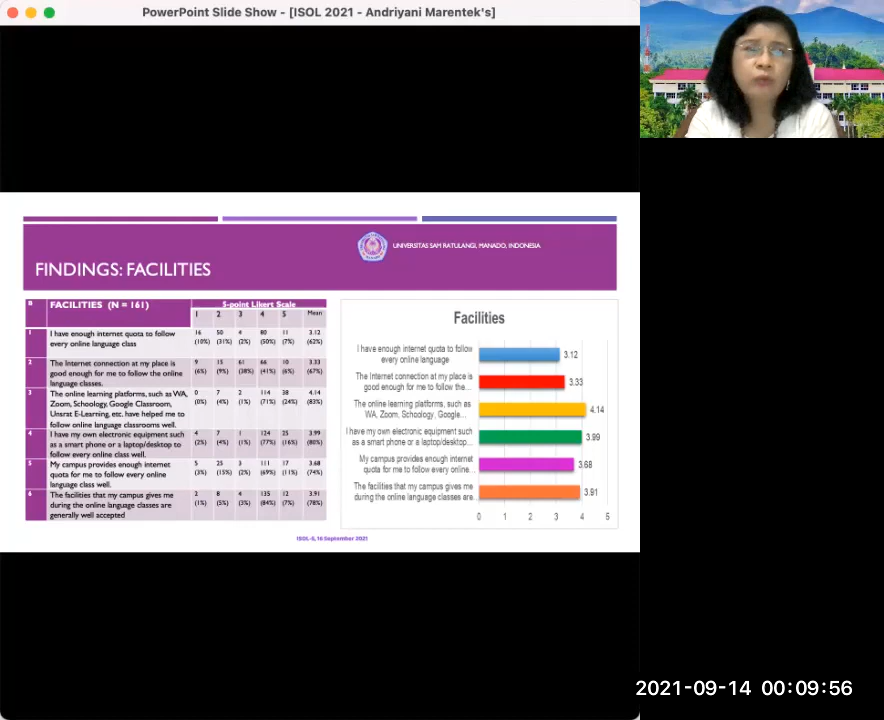 PowerPoint Slide Show - [ISOL 2021 - Andriyani Marentek's]
UNIVERSITAS SAM RATULANGI, MANADO, INDONESIA
FINDINGS: FACILITIES
B FACILITIES (N = 161) 5-point Likert Scale
1 2 3 4 5 Mean
1 I have enough internet quota to follow every online language class
16 (10%) 50 (31%) 4 (2%) 80 (50%) 11 (7%) 3.12 (62%)
2 The Internet connection at my place is good enough for me to follow the online language classes.
9 (6%) 15 (9%) 61 (38%) 66 (41%) 10 (6%) 3.33 (67%)
3 The online learning platforms, such as WA, Zoom, Schoology, Google Classroom, Unsrat E-Learning, etc. have helped me to follow online language classrooms well.
0 (0%) 7 (4%) 2 (1%) 114 (71%) 38 (24%) 4.14 (83%)
4 I have my own electronic equipment such as a smart phone or a laptop/desktop to follow every online class well.
4 (2%) 7 (4%) 1 (1%) 124 (77%) 25 (16%) 3.99 (80%)
5 My campus provides enough internet quota for me to follow every online language class well.
5 (3%) 25 (15%) 3 (2%) 111 (69%) 17 (11%) 3.68 (74%)
6 The facilities that my campus gives me during the online language classes are generally well accepted
2 (1%) 8 (5%) 4 (3%) 135 (84%) 12 (7%) 3.91 (78%)
Facilities
I have enough internet quota to follow every online language 3.12
The Internet connection at my place is good enough for me to follow the... 3.33
The online learning platforms, such as WA, Zoom, Schoology, Google... 4.14
I have my own electronic equipment such as a smart phone or a laptop/desktop... 3.99
My campus provides enough internet quota for me to follow every online... 3.68
The facilities that my campus gives me during the online language classes are... 3.91
0 1 2 3 4 5
ISOL-5, 16 September 2021
2021-09-14 00:09:56